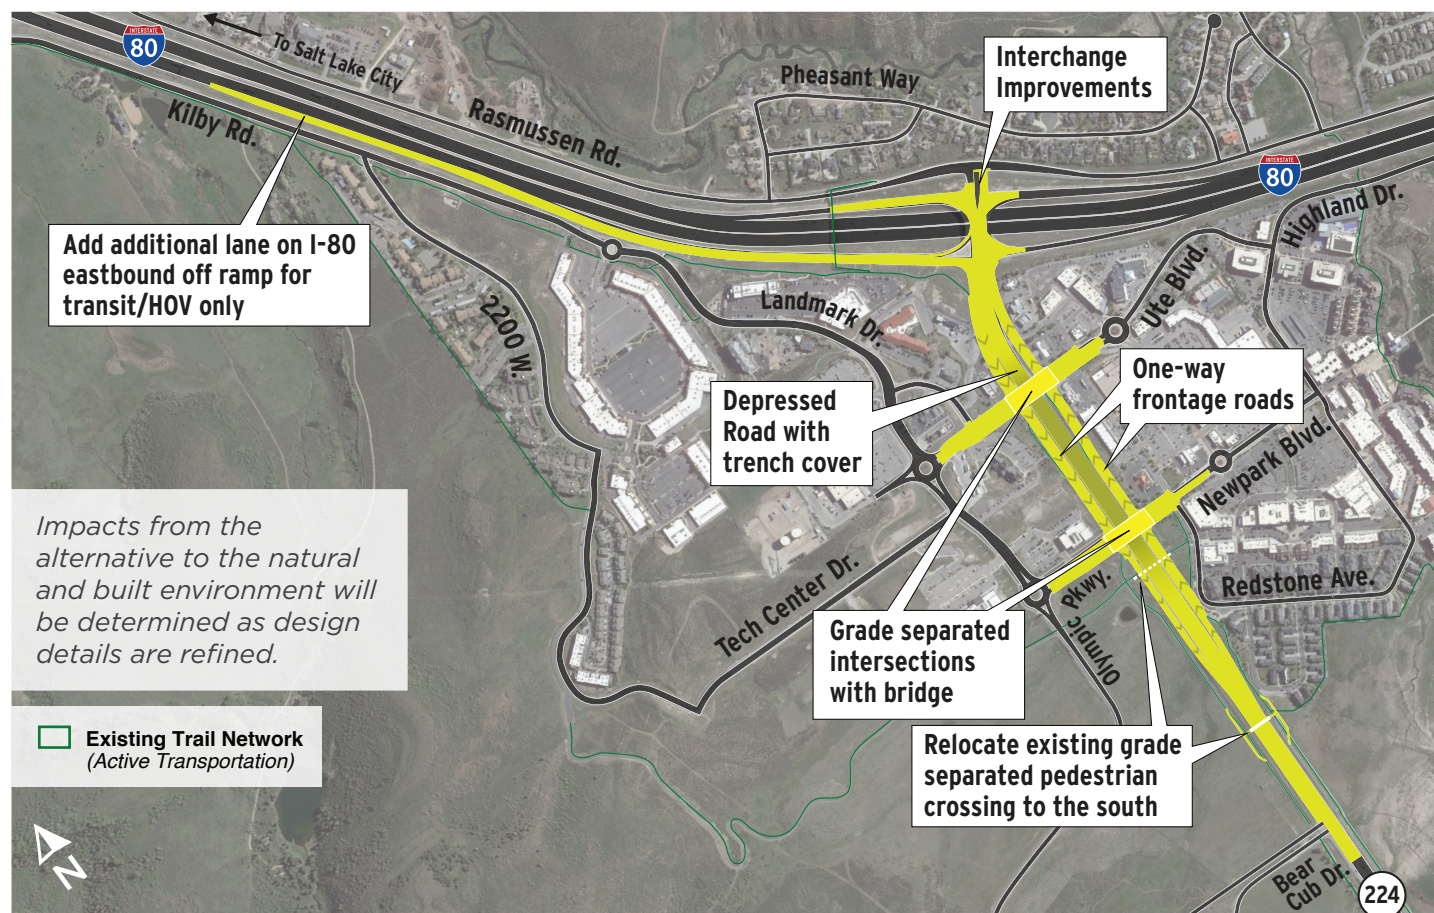 INTERSTATE
80
To Salt Lake City
Kilby Rd.
Rasmussen Rd.
Pheasant Way
Interchange
Improvements
INTERSTATE
80
Highland Dr.
Add additional lane on I-80
eastbound off ramp for
transit/HOV only
2200 W.
Landmark Dr.
Ute Blvd.
Depressed
Road with
trench cover
One-way
frontage roads
Newpark Blvd.
Impacts from the
alternative to the natural
and built environment will
be determined as design
details are refined.
Tech Center Dr.
Olympic Pkwy.
Redstone Ave.
Grade separated
intersections
with bridge
Existing Trail Network
(Active Transportation)
Relocate existing grade
separated pedestrian
crossing to the south
N
Bear
Cub Dr.
224